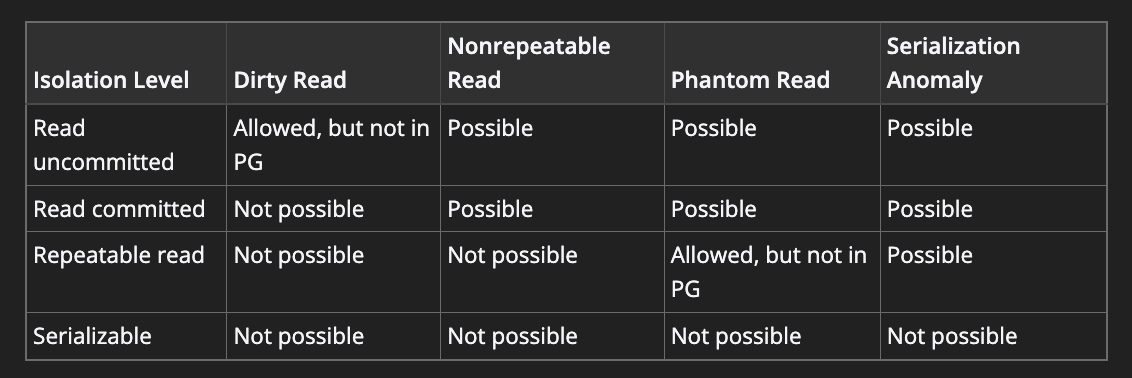 Isolation Level
Dirty Read
Nonrepeatable
Read
Phantom Read
Serialization
Anomaly
Read
uncommitted
Allowed, but not in
PG
Possible
Possible
Possible
Read committed
Not possible
Possible
Possible
Possible
Repeatable read
Not possible
Not possible
Allowed, but not in
PG
Possible
Serializable
Not possible
Not possible
Not possible
Not possible